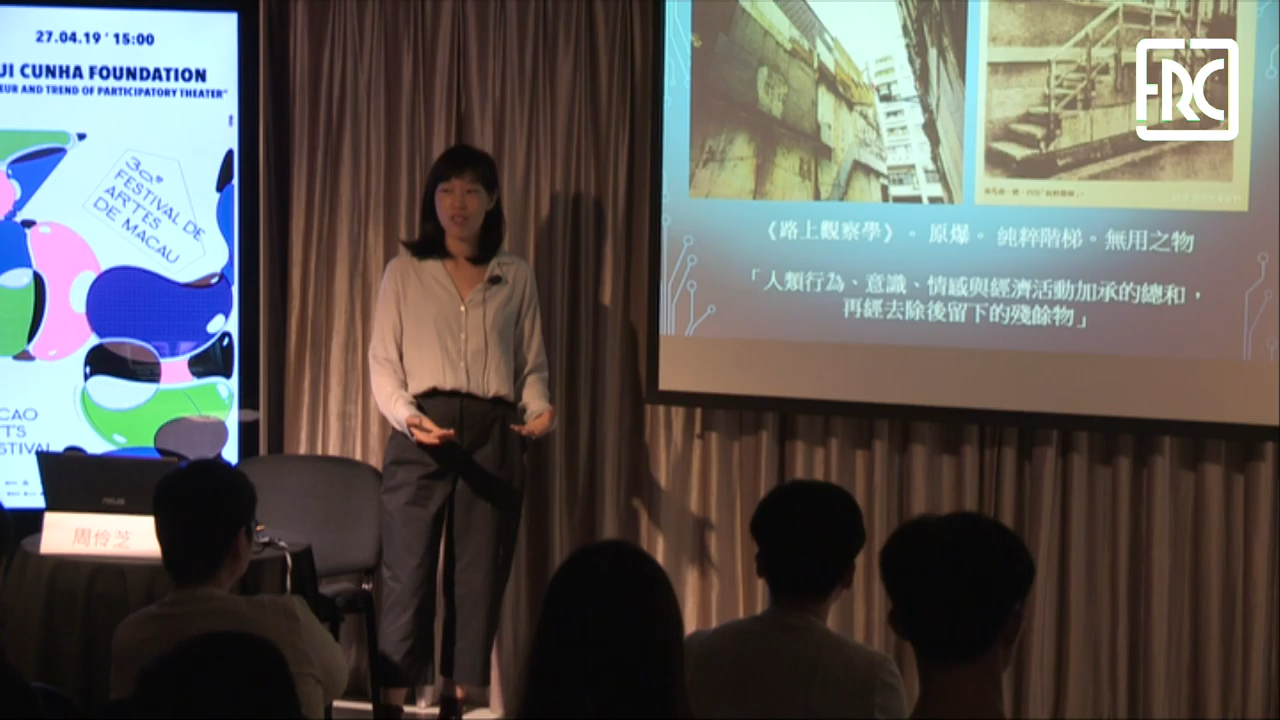 27.04.19 ' 15:00
UI CUNHA FOUNDATION
EUR AND TREND OF PARTICIPATORY THEATER"
30º
FESTIVAL DE
ARTES
DE MACAU
CAO
TS
STIVAL
ASUS
周伶芝
FRC
《路上觀察學》。原爆。純粹階梯。無用之物
「人類行為、意識、情感與經濟活動加承的總和，
再經去除後留下的殘餘物」